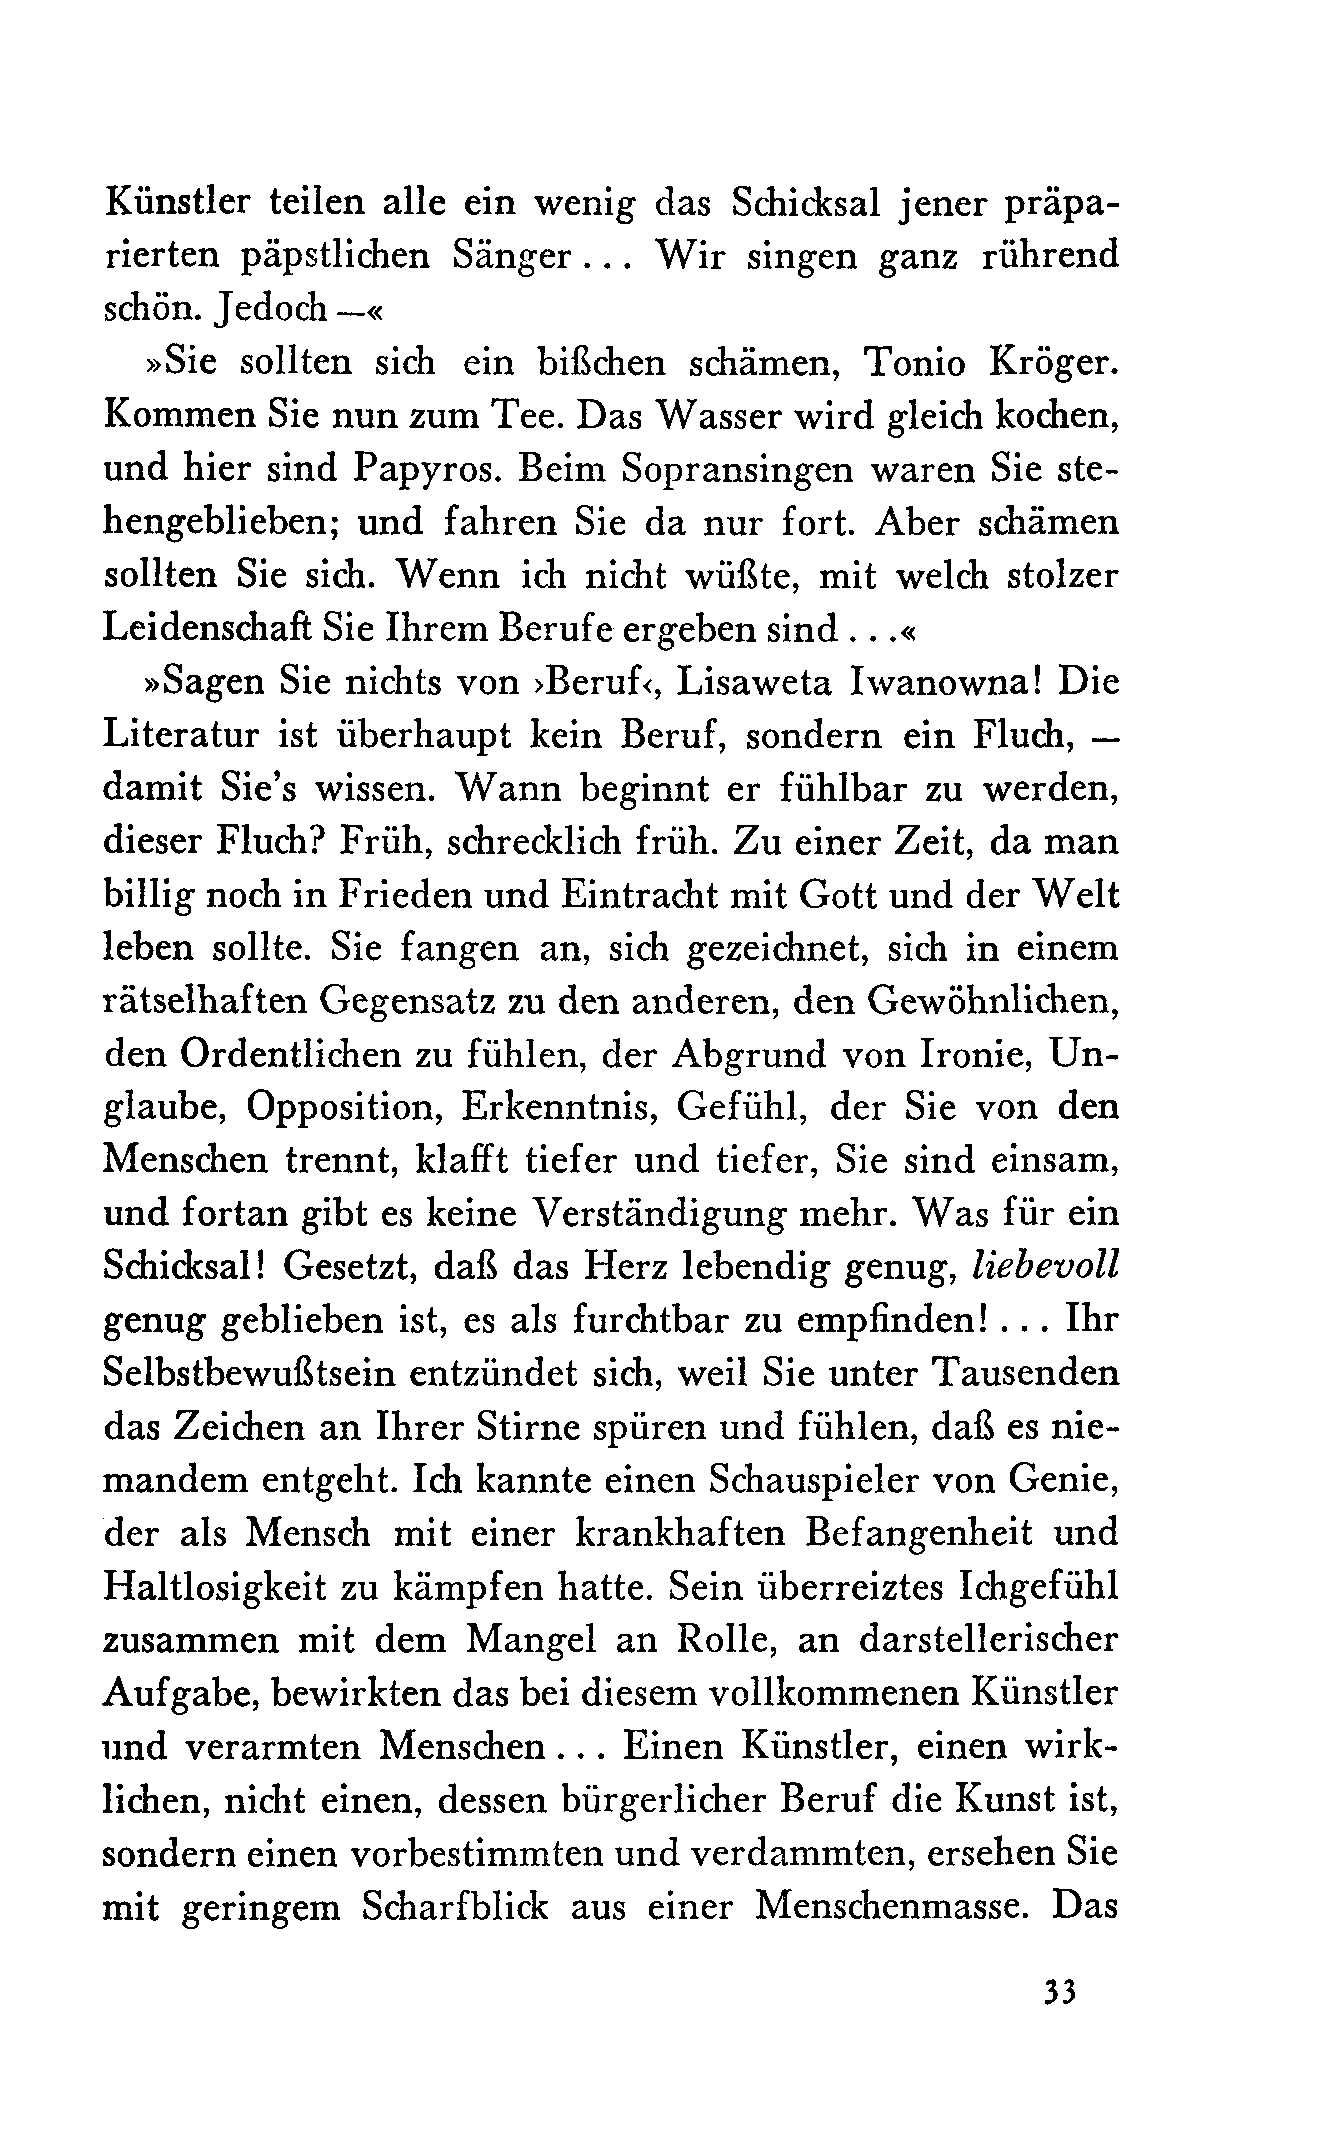 Künstler teilen alle ein wenig das Schicksal jener präpa-
rierten päpstlichen Sänger . . . Wir singen ganz rührend
schön. Jedoch —«
»Sie sollten sich ein bißchen schämen, Tonio Kröger.
Kommen Sie nun zum Tee. Das Wasser wird gleich kochen,
und hier sind Papyros. Beim Sopransingen waren Sie ste-
hengeblieben; und fahren Sie da nur fort. Aber schämen
sollten Sie sich. Wenn ich nicht wüßte, mit welch stolzer
Leidenschaft Sie Ihrem Berufe ergeben sind . . .«
»Sagen Sie nichts von ›Beruf‹, Lisaweta Iwanowna! Die
Literatur ist überhaupt kein Beruf, sondern ein Fluch, —
damit Sie's wissen. Wann beginnt er fühlbar zu werden,
dieser Fluch? Früh, schrecklich früh. Zu einer Zeit, da man
billig noch in Frieden und Eintracht mit Gott und der Welt
leben sollte. Sie fangen an, sich gezeichnet, sich in einem
rätselhaften Gegensatz zu den anderen, den Gewöhnlichen,
den Ordentlichen zu fühlen, der Abgrund von Ironie, Un-
glaube, Opposition, Erkenntnis, Gefühl, der Sie von den
Menschen trennt, klafft tiefer und tiefer, Sie sind einsam,
und fortan gibt es keine Verständigung mehr. Was für ein
Schicksal! Gesetzt, daß das Herz lebendig genug, liebevoll
genug geblieben ist, es als furchtbar zu empfinden! . . . Ihr
Selbstbewußtsein entzündet sich, weil Sie unter Tausenden
das Zeichen an Ihrer Stirne spüren und fühlen, daß es nie-
mandem entgeht. Ich kannte einen Schauspieler von Genie,
der als Mensch mit einer krankhaften Befangenheit und
Haltlosigkeit zu kämpfen hatte. Sein überreiztes Ichgefühl
zusammen mit dem Mangel an Rolle, an darstellerischer
Aufgabe, bewirkten das bei diesem vollkommenen Künstler
und verarmten Menschen . . . Einen Künstler, einen wirk-
lichen, nicht einen, dessen bürgerlicher Beruf die Kunst ist,
sondern einen vorbestimmten und verdammten, ersehen Sie
mit geringem Scharfblick aus einer Menschenmasse. Das
33